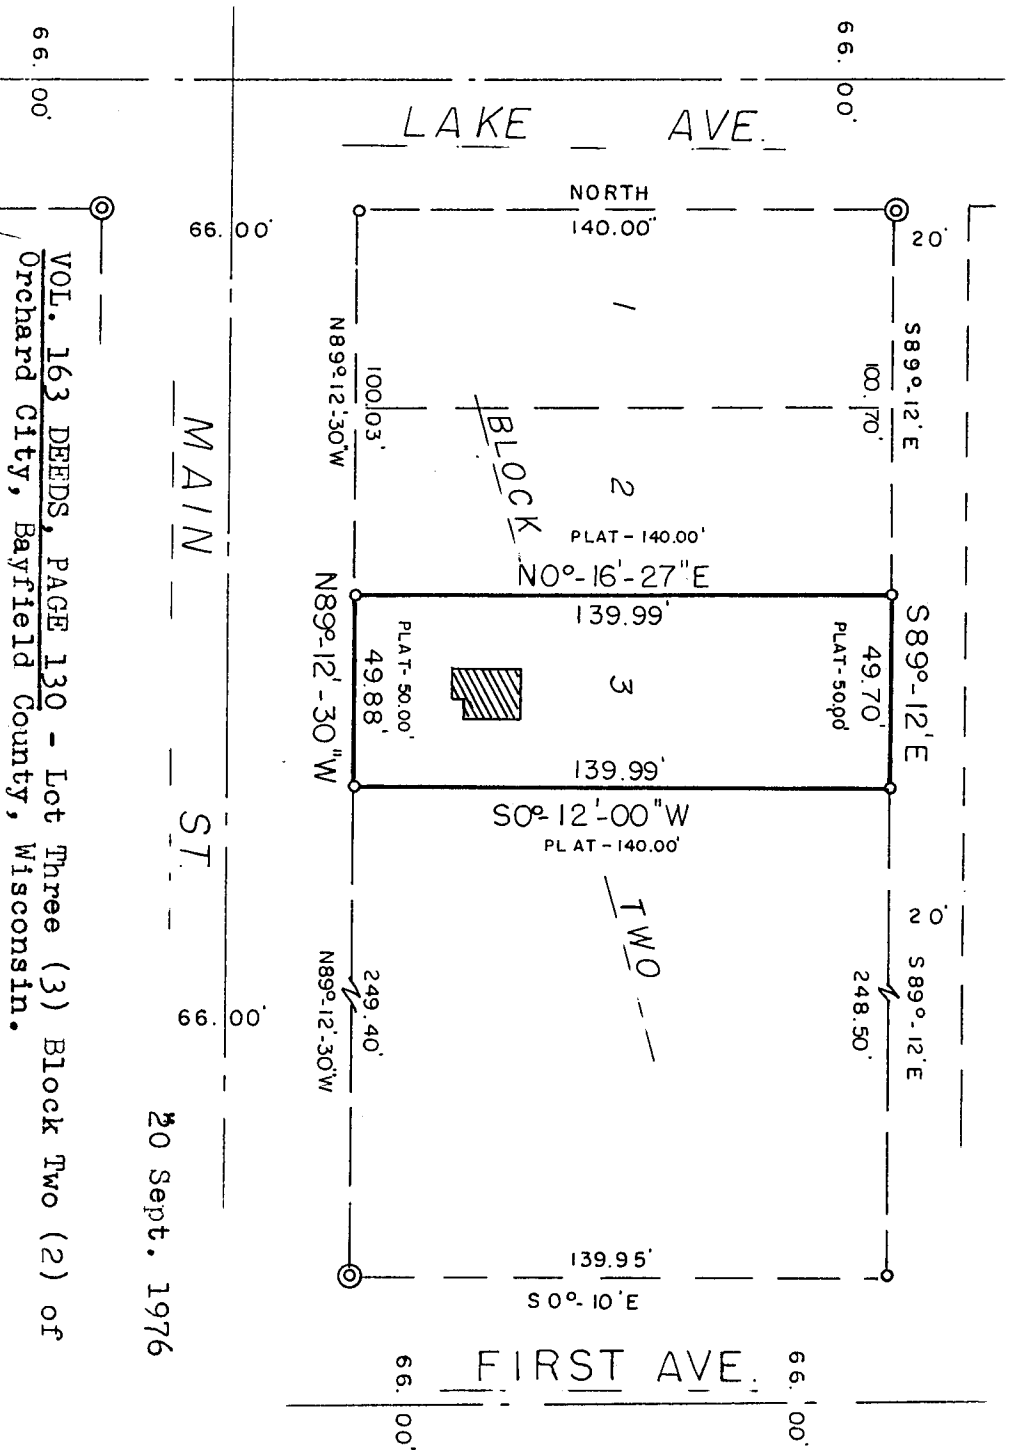 66.00'
66.00'
LAKE AVE.
NORTH
140.00"
66.00'
20'
1
S89°-12'E
100.70'
N89°-12'-30"W
100.03'
BLOCK
2
PLAT-140.00'
N0°-16'-27"E
139.99'
S89°-12'E
49.70'
PLAT-50.00'
3
PLAT-50.00'
49.88'
N89°-12'-30"W
139.99'
S0°-12'-00"W
PLAT-140.00'
TWO
20'
S89°-12'E
248.50'
249.40'
N89°-12'-30"W
MAIN ST.
66.00'
139.95'
S0°-10'E
FIRST AVE.
66.00'
66.00'
20 Sept. 1976
VOL. 163 DEEDS, PAGE 130 - Lot Three (3) Block Two (2) of
Orchard City, Bayfield County, Wisconsin.